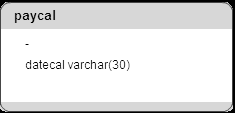 paycal
-
datecal varchar(30)